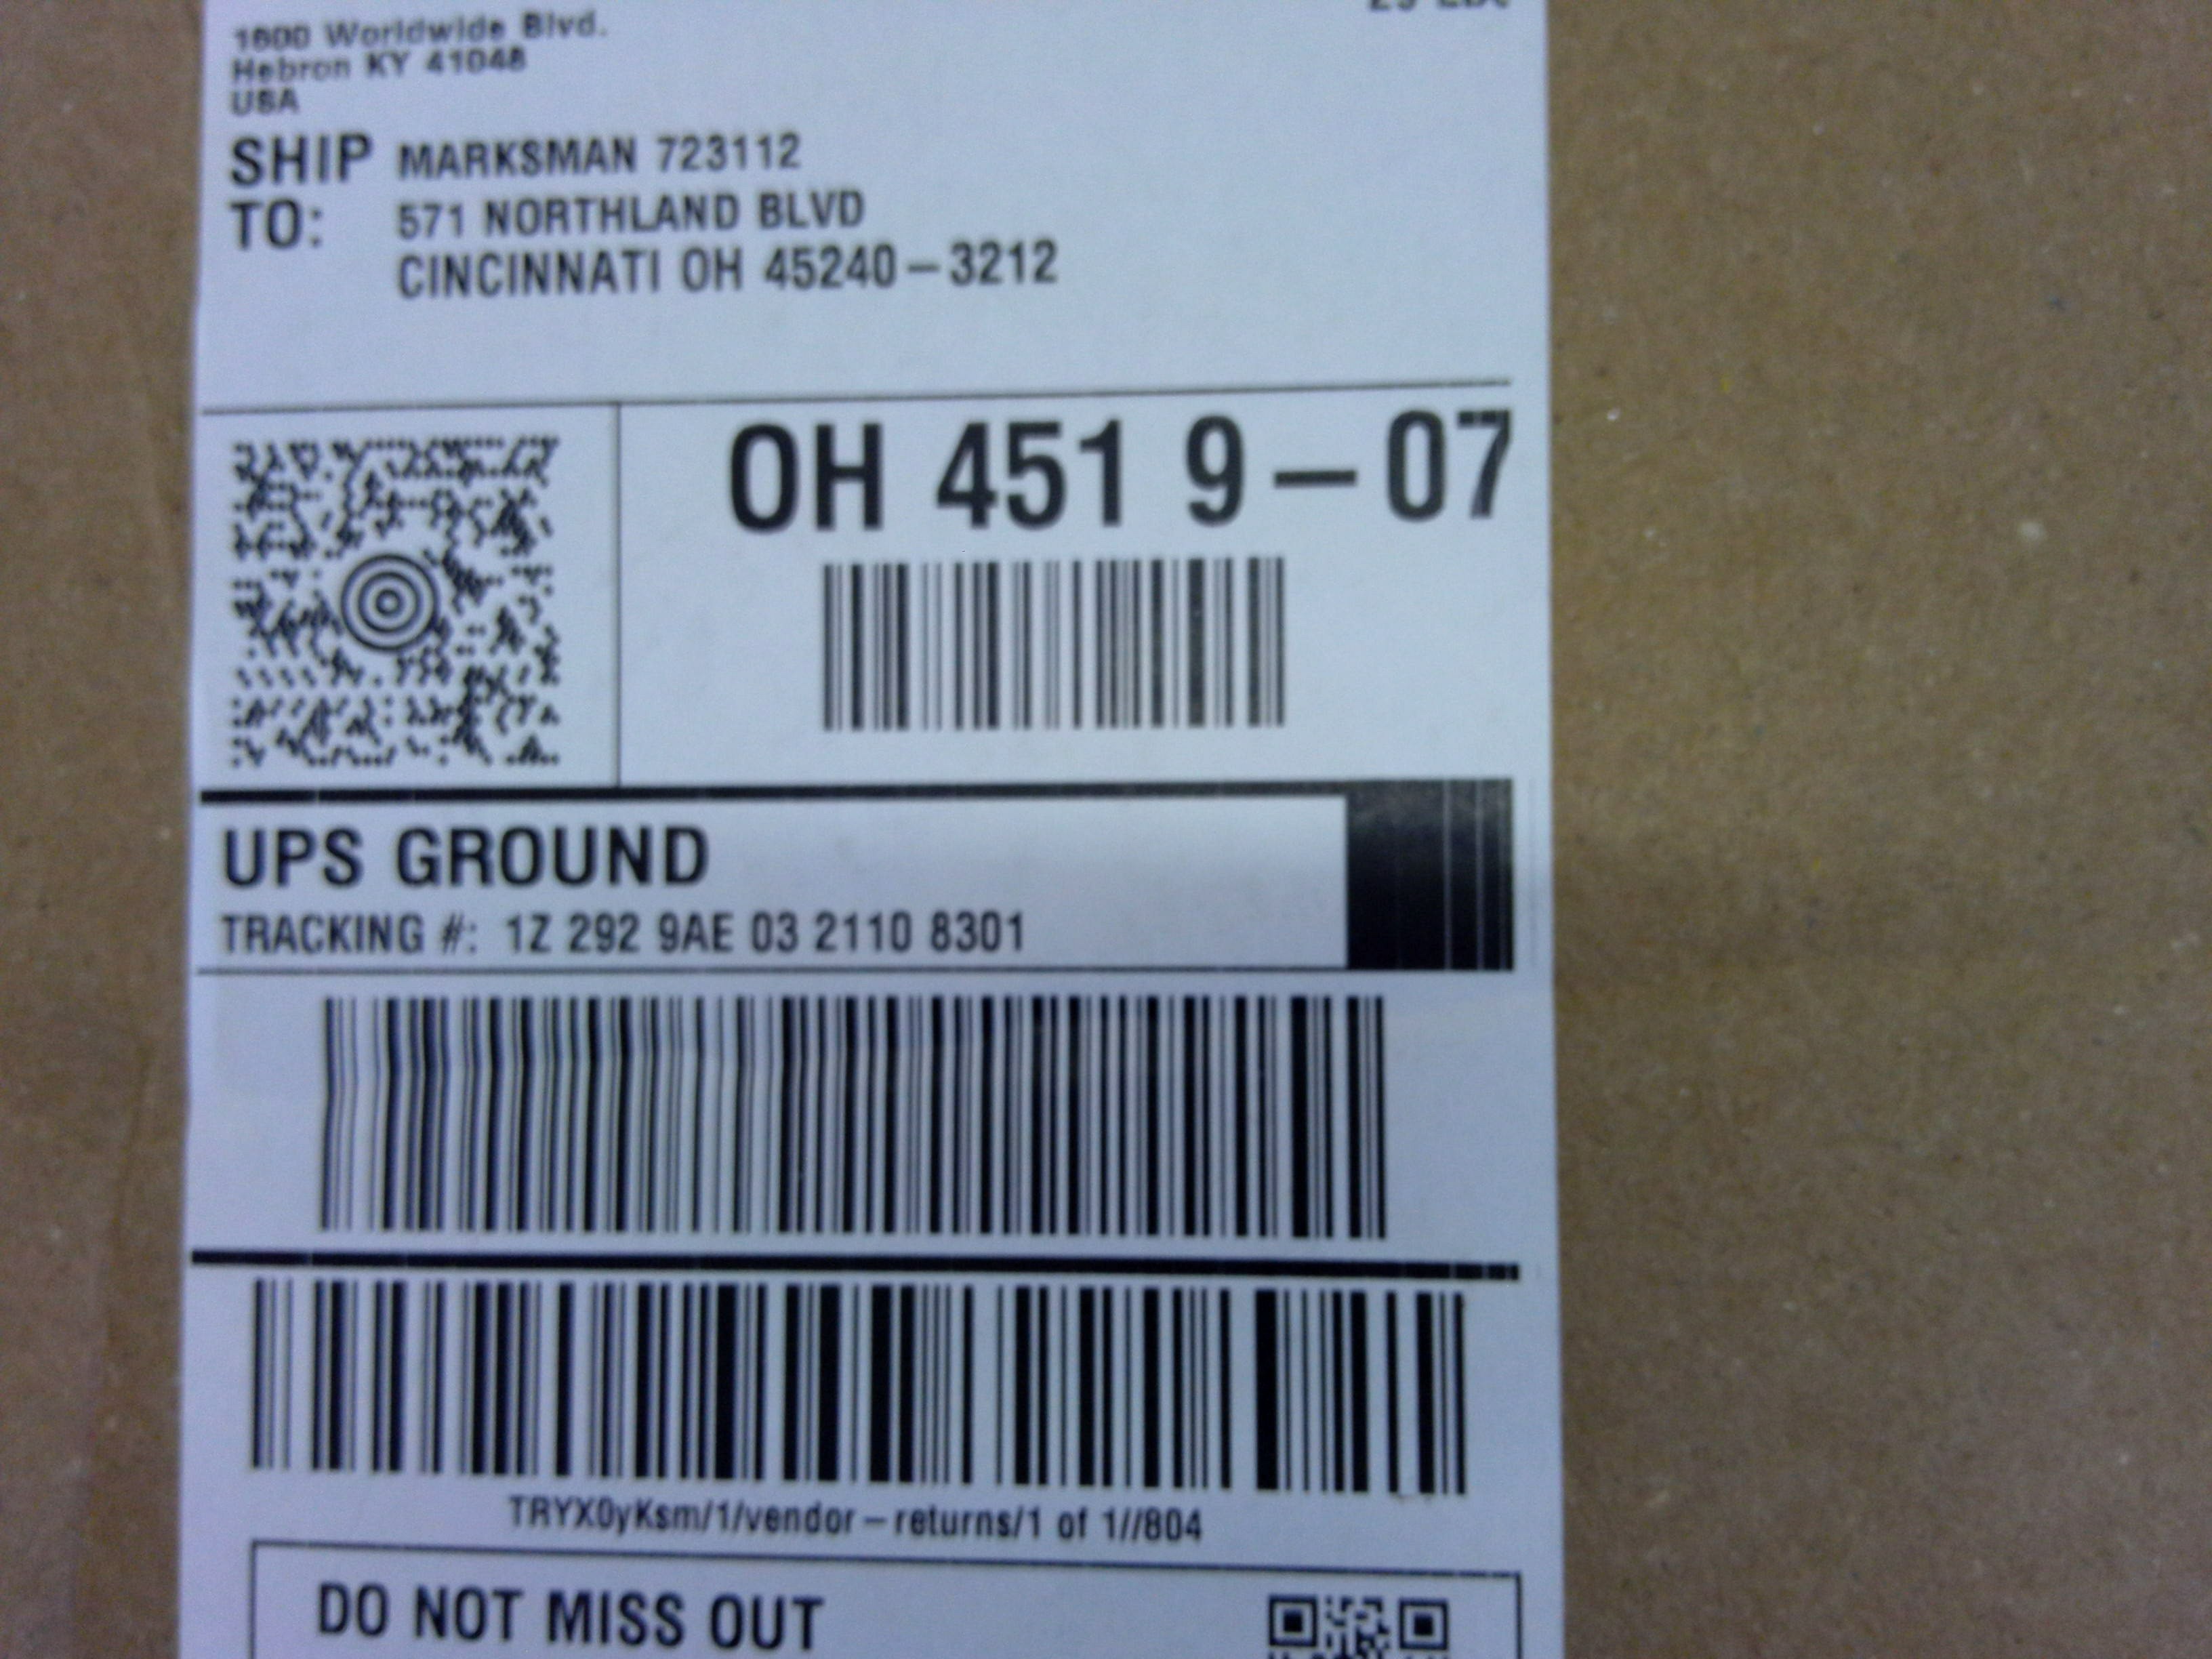 1600 Worldwide Blvd.
Hebron KY 41048
USA
SHIP TO: MARKSMAN 723112
571 NORTHLAND BLVD
CINCINNATI OH 45240-3212
OH 451 9-07
UPS GROUND
TRACKING #: 1Z 292 9AE 03 2110 8301
TRYX0yKsm/1/vendor-returns/1 of 1//804
DO NOT MISS OUT